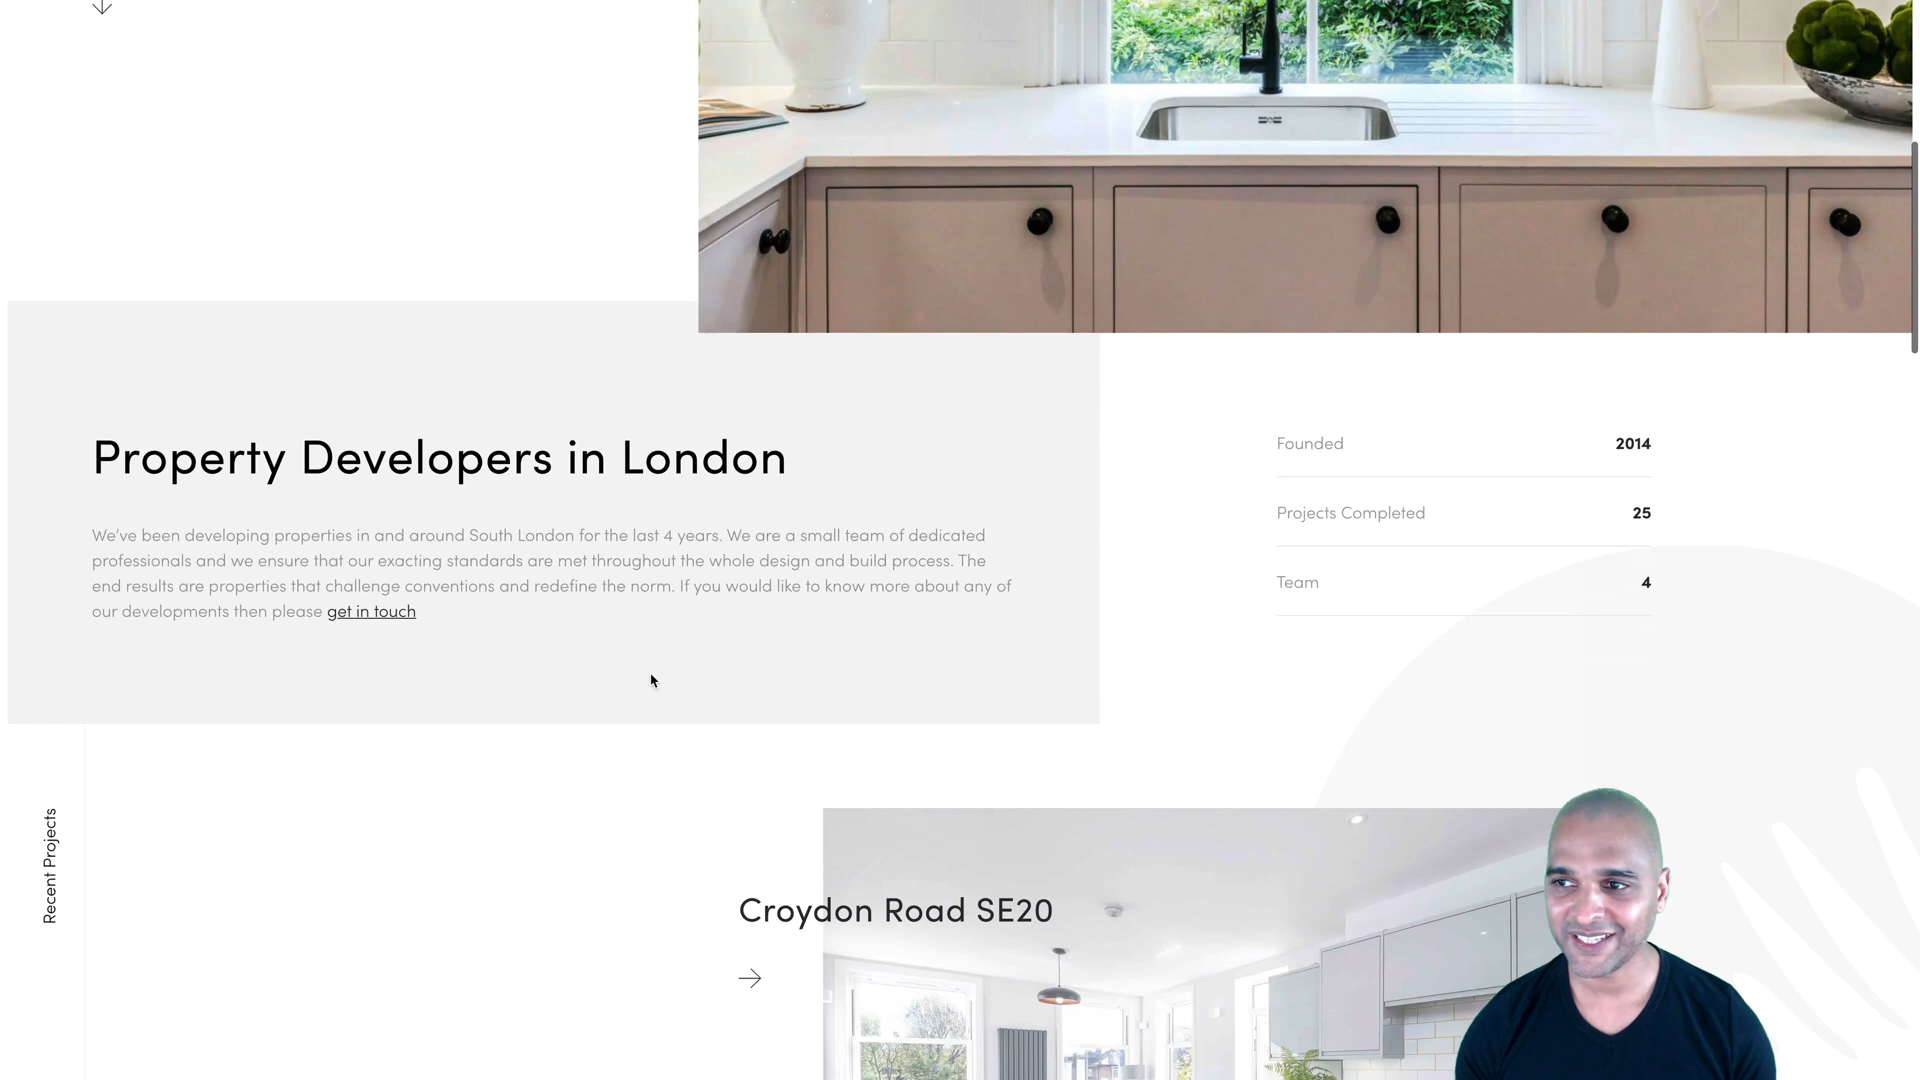 Property Developers in London
We’ve been developing properties in and around South London for the last 4 years. We are a small team of dedicated
professionals and we ensure that our exacting standards are met throughout the whole design and build process. The
end results are properties that challenge conventions and redefine the norm. If you would like to know more about any of
our developments then please get in touch
Founded 2014
Projects Completed 25
Team 4
Recent Projects
Croydon Road SE20